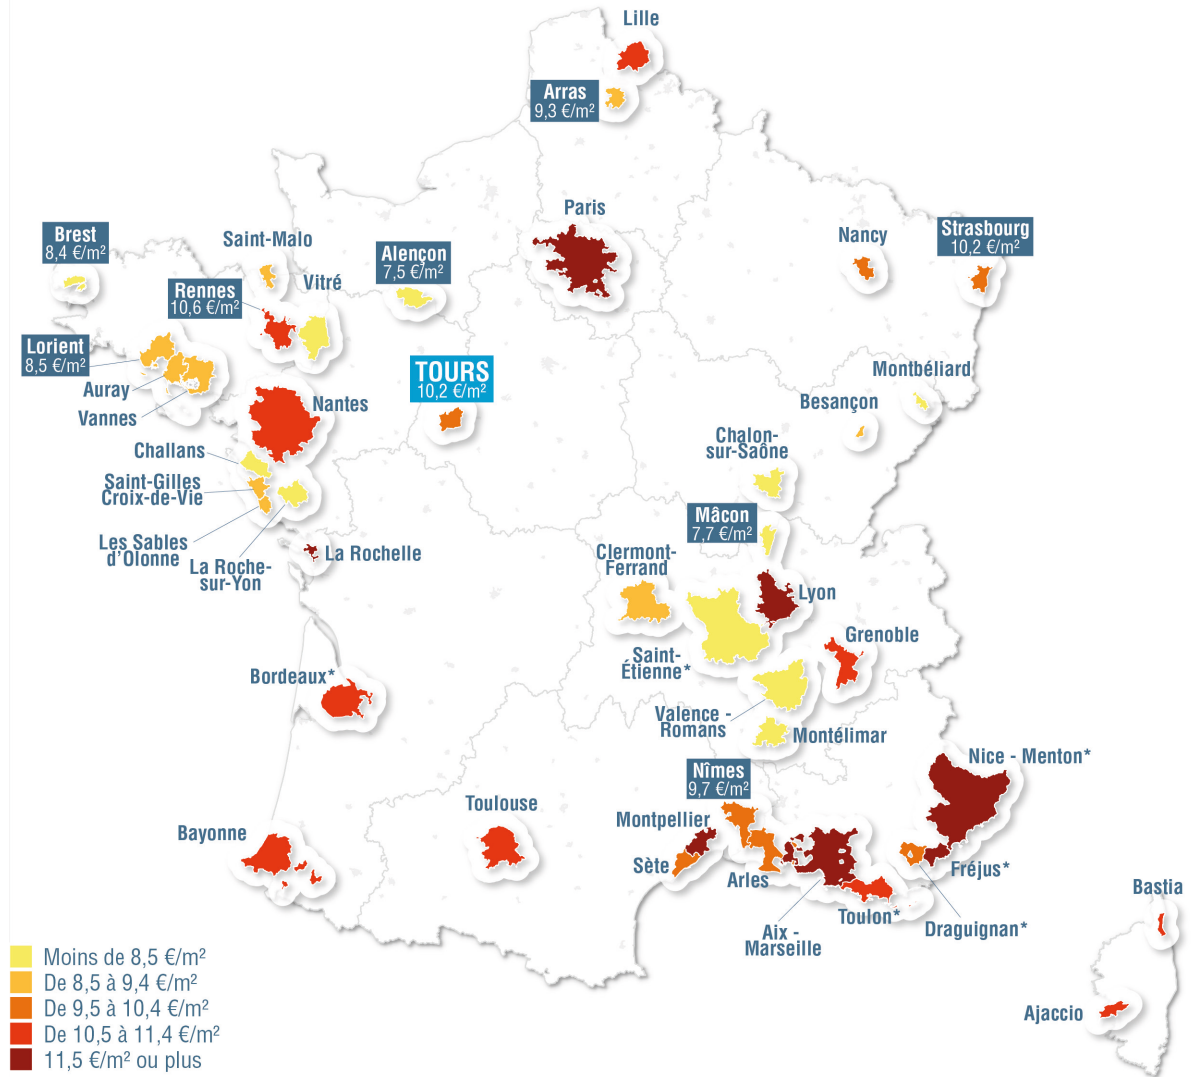 Lille
Arras
9,3 €/m²
Paris
Brest
8,4 €/m²
Saint-Malo
Alençon
7,5 €/m²
Nancy
Strasbourg
10,2 €/m²
Rennes
10,6 €/m²
Vitré
Lorient
8,5 €/m²
TOURS
10,2 €/m²
Auray
Vannes
Nantes
Montbéliard
Besançon
Challans
Chalon-
sur-Saône
Saint-Gilles
Croix-de-Vie
Mâcon
7,7 €/m²
Les Sables
d'Olonne
La Roche-
sur-Yon
La Rochelle
Clermont-
Ferrand
Lyon
Grenoble
Saint-
Étienne*
Bordeaux*
Valence -
Romans
Montélimar
Nice - Menton*
Nîmes
9,7 €/m²
Toulouse
Montpellier
Bayonne
Sète
Arles
Fréjus*
Bastia
Toulon*
Draguignan*
Aix -
Marseille
Ajaccio
Moins de 8,5 €/m²
De 8,5 à 9,4 €/m²
De 9,5 à 10,4 €/m²
De 10,5 à 11,4 €/m²
11,5 €/m² ou plus